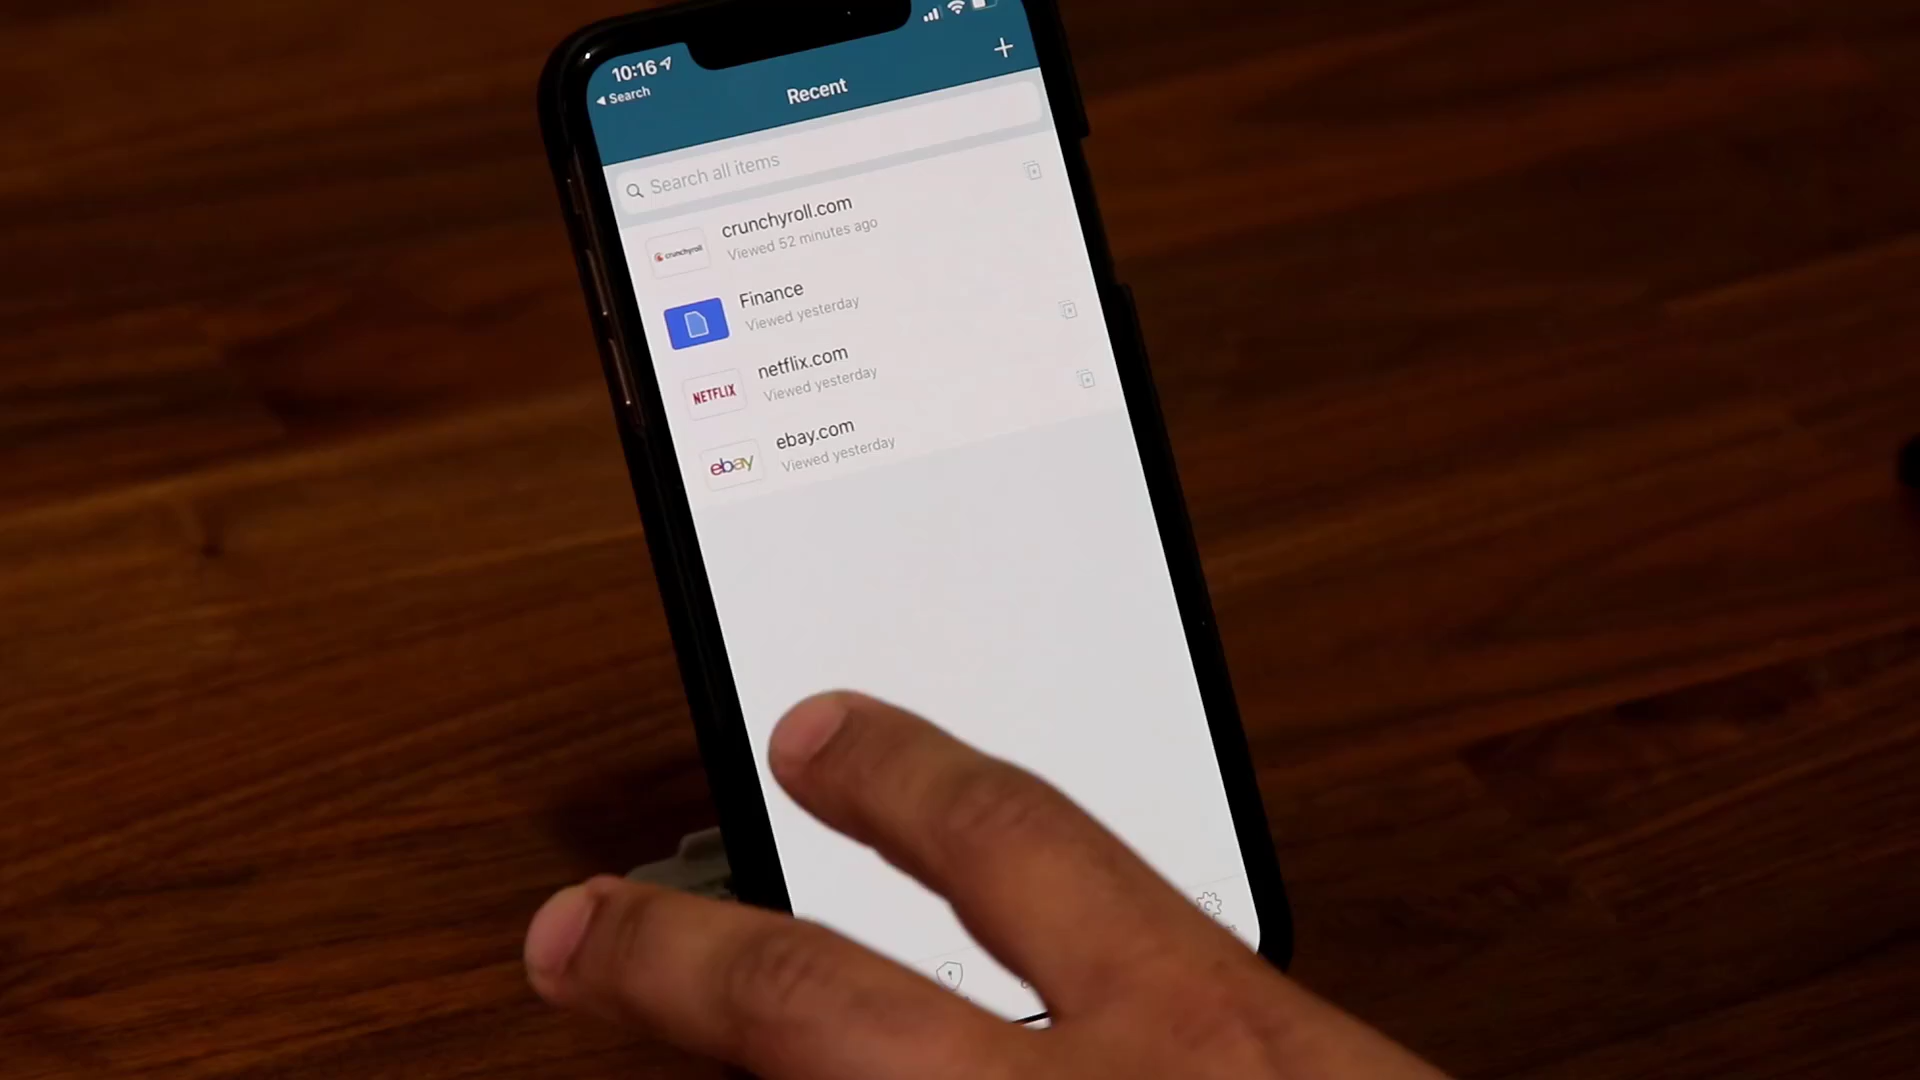 10:16
Search
Recent
Search all items
crunchyroll.com
Viewed 52 minutes ago
crunchyroll
Finance
Viewed yesterday
netflix.com
Viewed yesterday
NETFLIX
ebay.com
Viewed yesterday
ebay